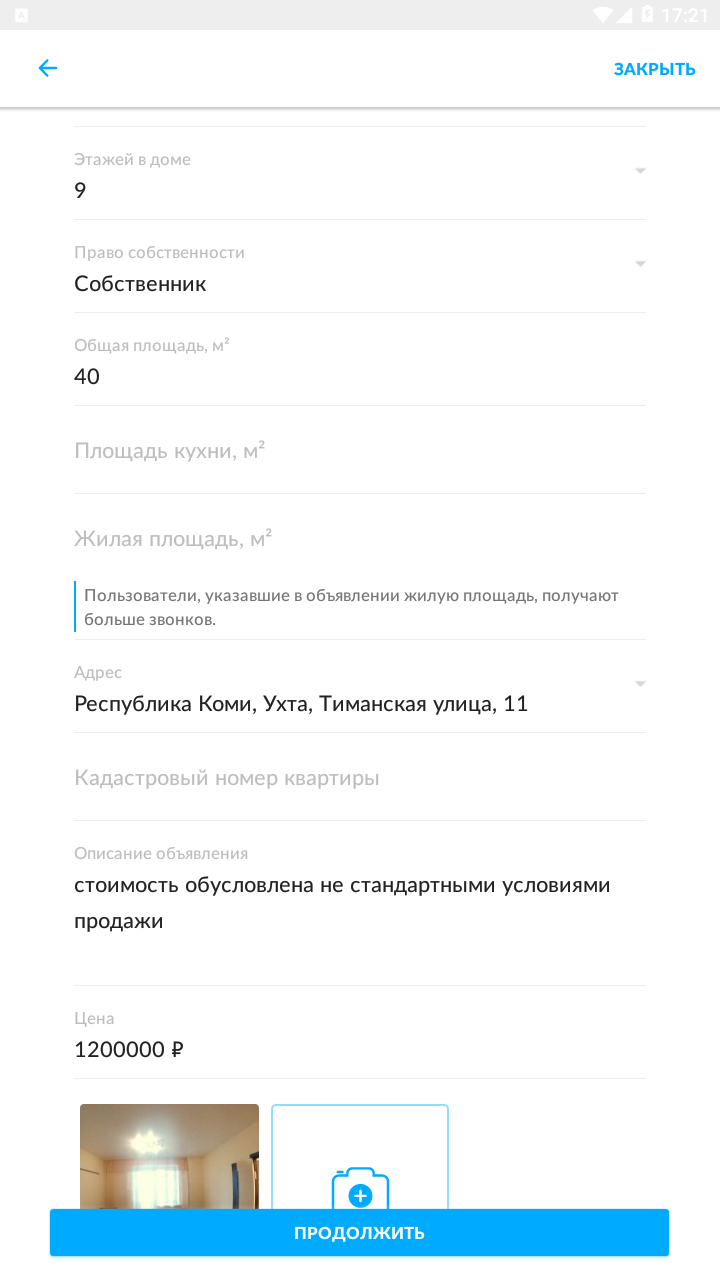 A
17:21
ЗАКРЫТЬ
Этажей в доме
9
Право собственности
Собственник
Общая площадь, м²
40
Площадь кухни, м²
Жилая площадь, м²
Пользователи, указавшие в объявлении жилую площадь, получают
больше звонков.
Адрес
Республика Коми, Ухта, Тиманская улица, 11
Кадастровый номер квартиры
Описание объявления
стоимость обусловлена не стандартными условиями
продажи
Цена
1200000 ₽
ПРОДОЛЖИТЬ